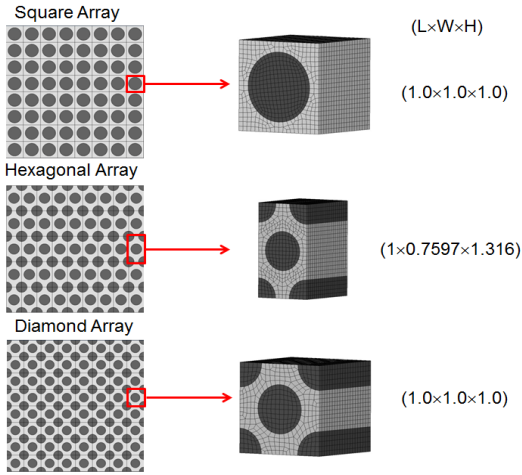 Square Array
(L×W×H)
(1.0×1.0×1.0)
Hexagonal Array
(1×0.7597×1.316)
Diamond Array
(1.0×1.0×1.0)